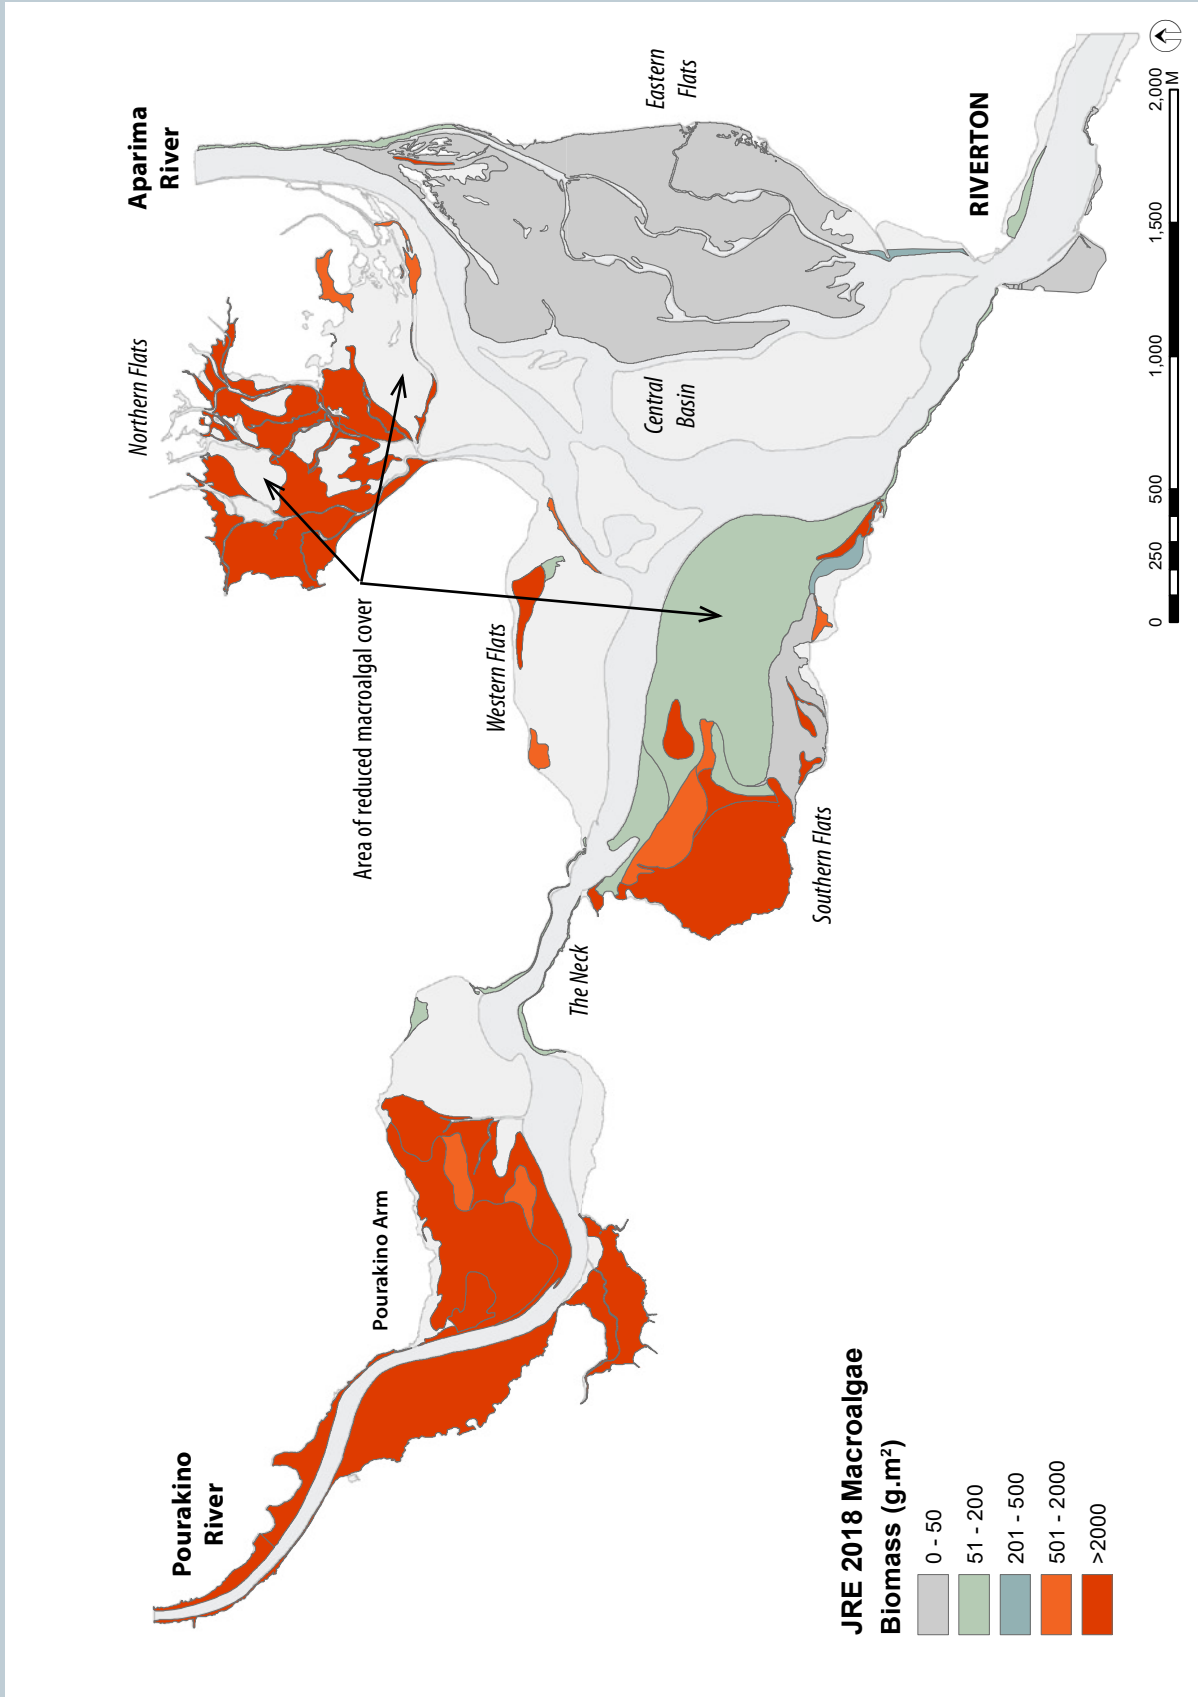 Aparima
River
Eastern
Flats
Northern Flats
RIVERTON
Central
Basin
Area of reduced macroalgal cover
Western Flats
Southern Flats
The Neck
Pourakino Arm
Pourakino
River
JRE 2018 Macroalgae
Biomass (g.m²)
0 - 50
51 - 200
201 - 500
501 - 2000
>2000
0 250 500 1,000 1,500 2,000
M